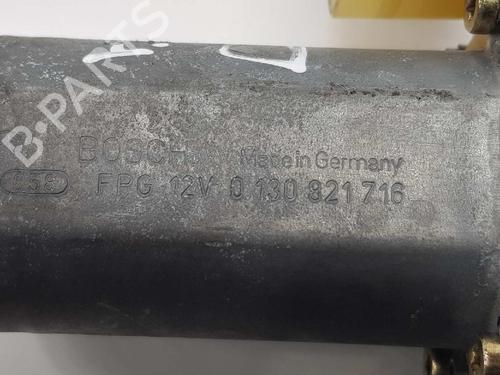 B-PARTS
BOSCH Made in Germany
FPG 12V 0 130 821 716